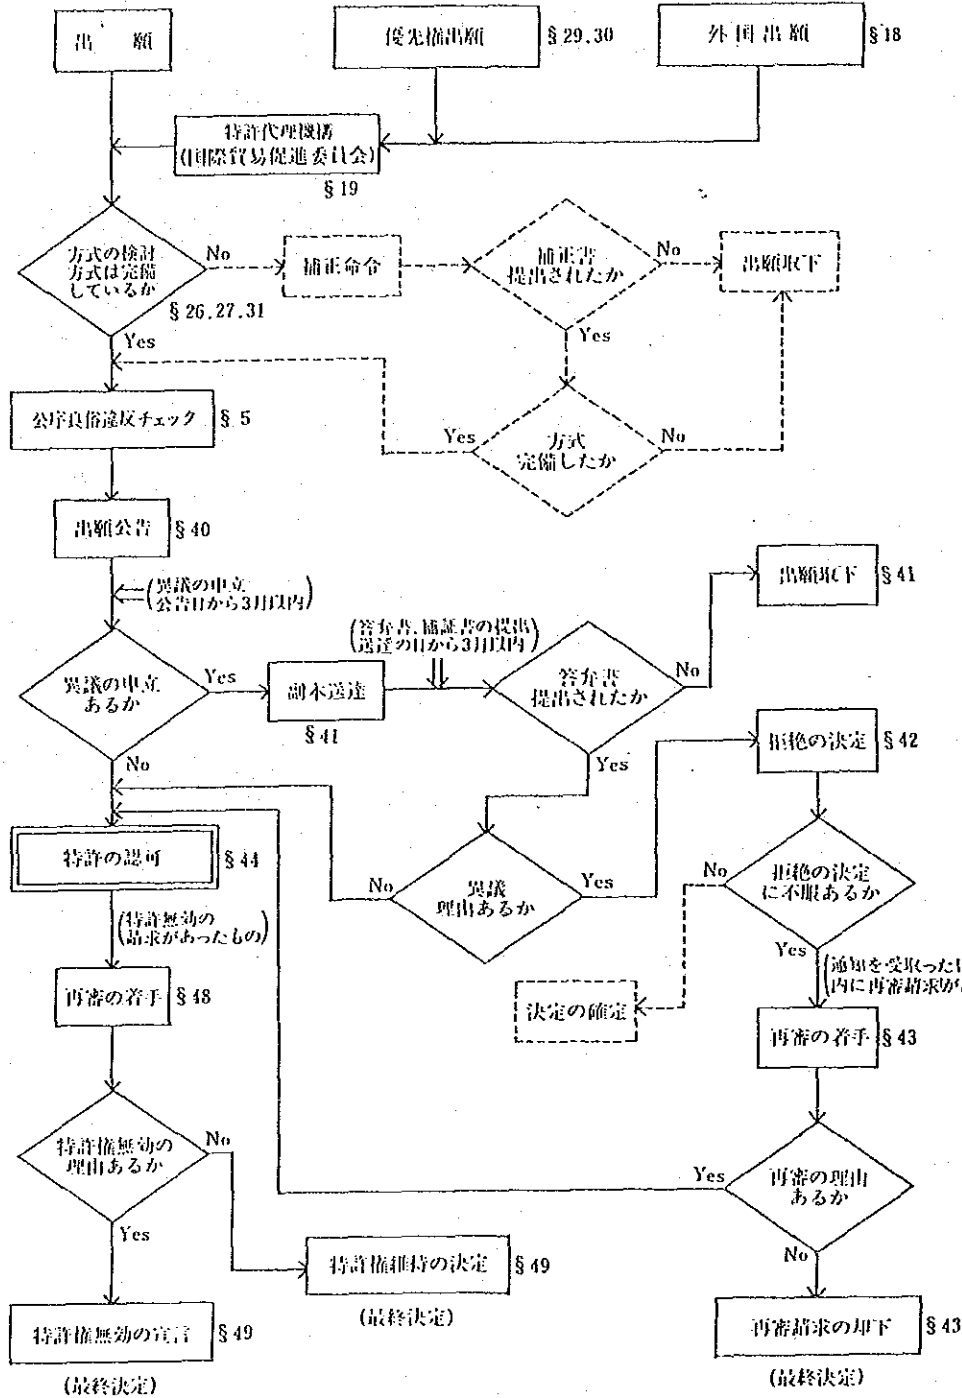 出　　願
優先権出願
§ 29,30
外国出願
§ 18
特許代理機構
(国際貿易促進委員会)
§ 19
方式の検討
方式は完備
しているか
No
§ 26,27,31
Yes
補正命令
補正書
提出されたか
No
Yes
出願取下
方式
完備したか
Yes
No
公序良俗違反チェック
§ 5
出願公告
§ 40
(異議の申立
公告日から3月以内)
異議の申立
あるか
Yes
No
副本送達
§ 41
(答弁書、補証書の提出
送達の日から3月以内)
答弁書
提出されたか
No
Yes
出願取下
§ 41
拒絶の決定
§ 42
異議
理由あるか
No
Yes
特許の認可
§ 44
拒絶の決定
に不服あるか
No
Yes
決定の確定
(特許無効の
請求があったもの)
(通知を受取った
内に再審請求が
再審の着手
§ 48
再審の着手
§ 43
特許権無効の
理由あるか
No
Yes
再審の理由
あるか
Yes
No
特許権維持の決定
§ 49
(最終決定)
特許権無効の宣言
§ 49
(最終決定)
再審請求の却下
§ 43
(最終決定)